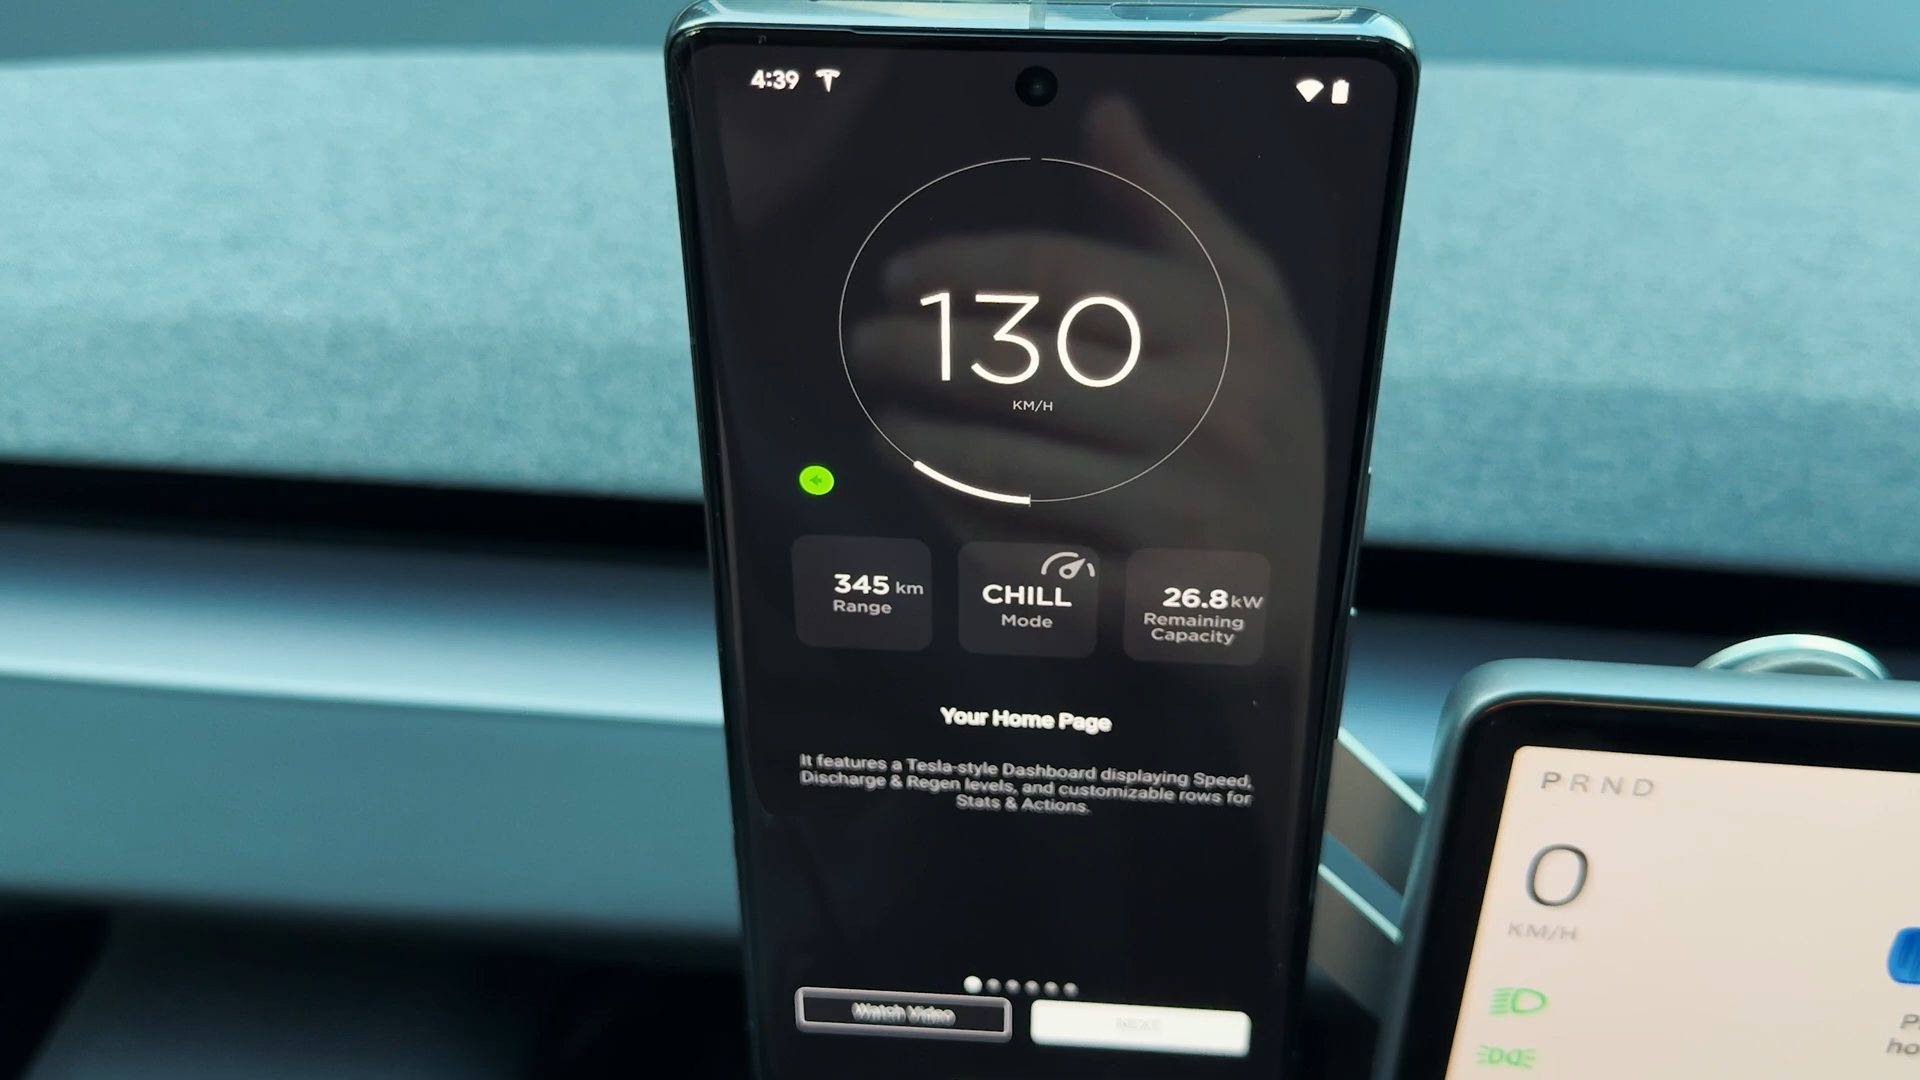 4:39
130
KM/H
345 km
Range
CHILL
Mode
26.8 kW
Remaining
Capacity
Your Home Page
It features a Tesla-style Dashboard displaying Speed,
Discharge & Regen levels, and customizable rows for
Stats & Actions.
Watch Video
NEXT
PRND
0
KM/H